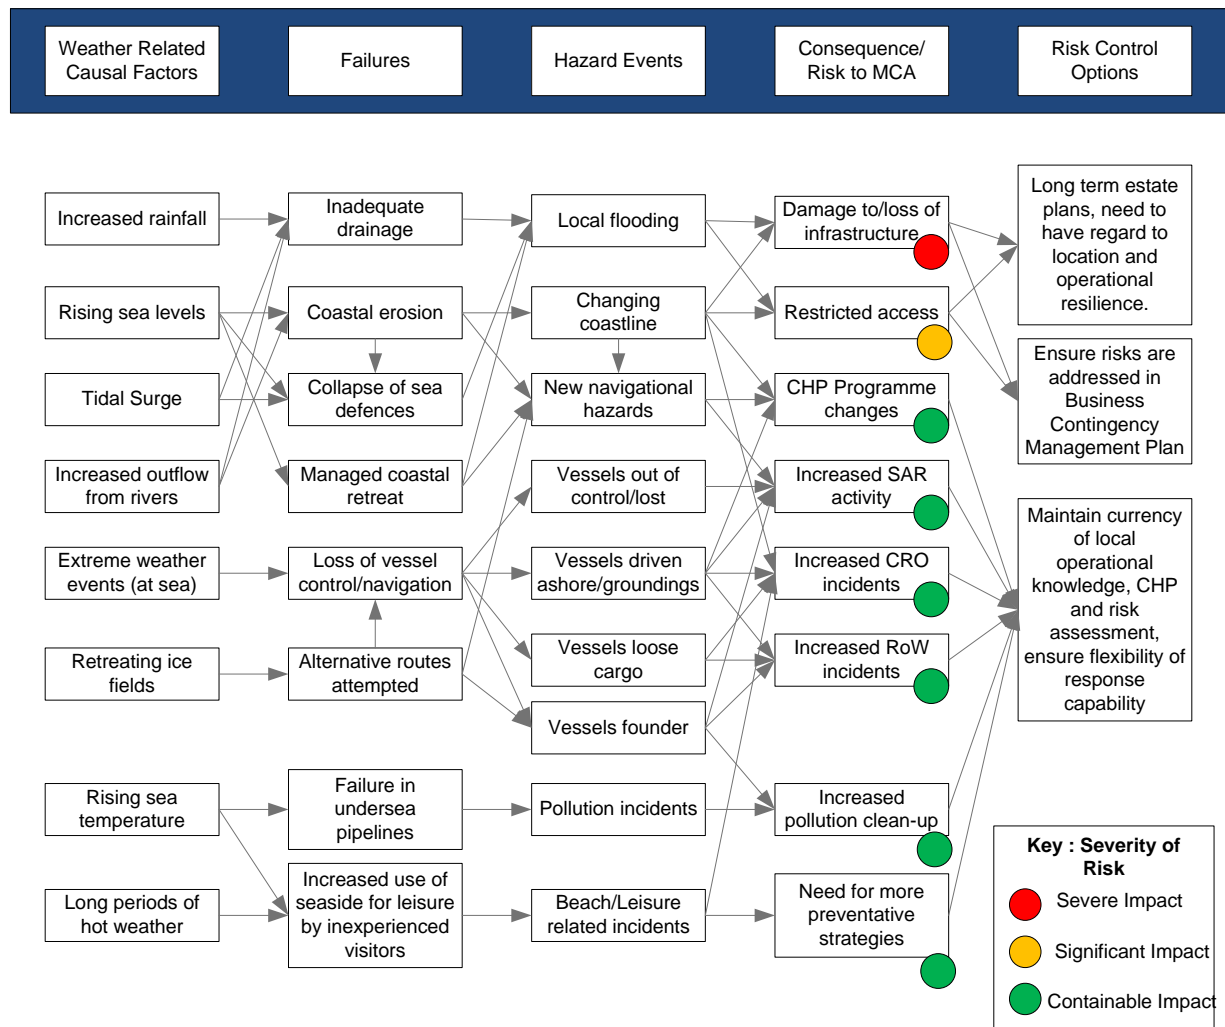 Weather Related
Causal Factors
Failures
Hazard Events
Consequence/
Risk to MCA
Risk Control
Options
Increased rainfall
Rising sea levels
Tidal Surge
Increased outflow
from rivers
Extreme weather
events (at sea)
Retreating ice
fields
Rising sea
temperature
Long periods of
hot weather
Inadequate
drainage
Coastal erosion
Collapse of sea
defences
Managed coastal
retreat
Loss of vessel
control/navigation
Alternative routes
attempted
Failure in
undersea
pipelines
Increased use of
seaside for leisure
by inexperienced
visitors
Local flooding
Changing
coastline
New navigational
hazards
Vessels out of
control/lost
Vessels driven
ashore/groundings
Vessels loose
cargo
Vessels founder
Pollution incidents
Beach/Leisure
related incidents
Damage to/loss of
infrastructure
Restricted access
CHP Programme
changes
Increased SAR
activity
Increased CRO
incidents
Increased RoW
incidents
Increased
pollution clean-up
Need for more
preventative
strategies
Long term estate
plans, need to
have regard to
location and
operational
resilience.
Ensure risks are
addressed in
Business
Contingency
Management Plan
Maintain currency
of local
operational
knowledge, CHP
and risk
assessment,
ensure flexibility of
response
capability
Key : Severity of
Risk
Severe Impact
Significant Impact
Containable Impact